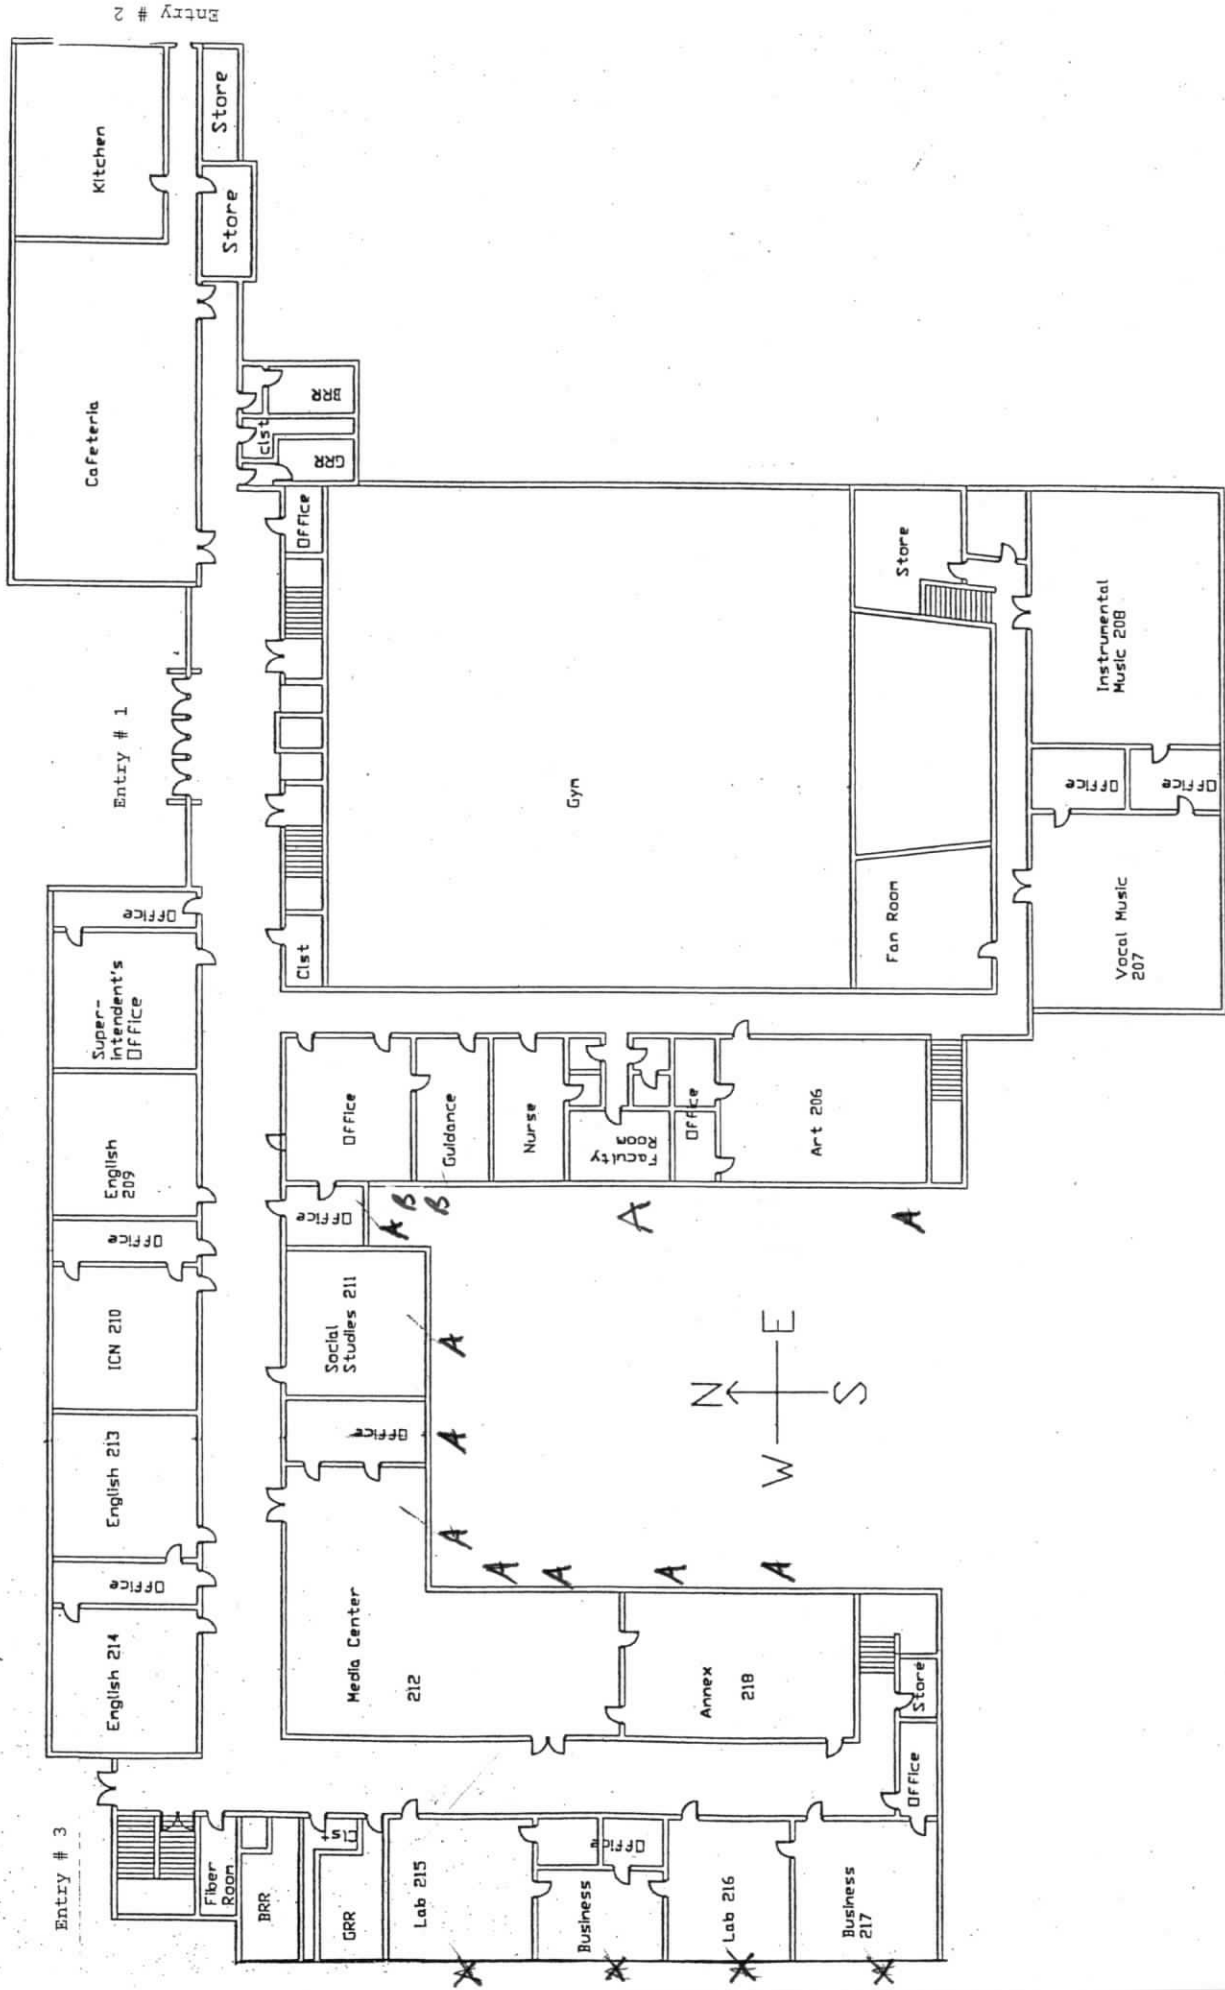 Entry # 2
Kitchen
Store
Store
Cafeteria
BRR
clst
GRR
Office
Store
Instrumental
Music 208
Entry # 1
Gym
Office
Office
Office
Super-
intendent's
Office
Clst
Fan Room
Vocal Music
207
English
209
Office
Office
Guidance
Nurse
Faculty
Room
Office
Art 206
Office
A
B
B
A
A
ICN 210
Social
Studies 211
A
N
W
E
S
English 213
Office
A
Office
English 214
Media Center
212
A
A
A
A
A
Annex
218
Store
Office
Entry # 3
Fiber
Room
BRR
Clst
GRR
Lab 215
Office
Business
Lab 216
Business
217
A
A
A
A